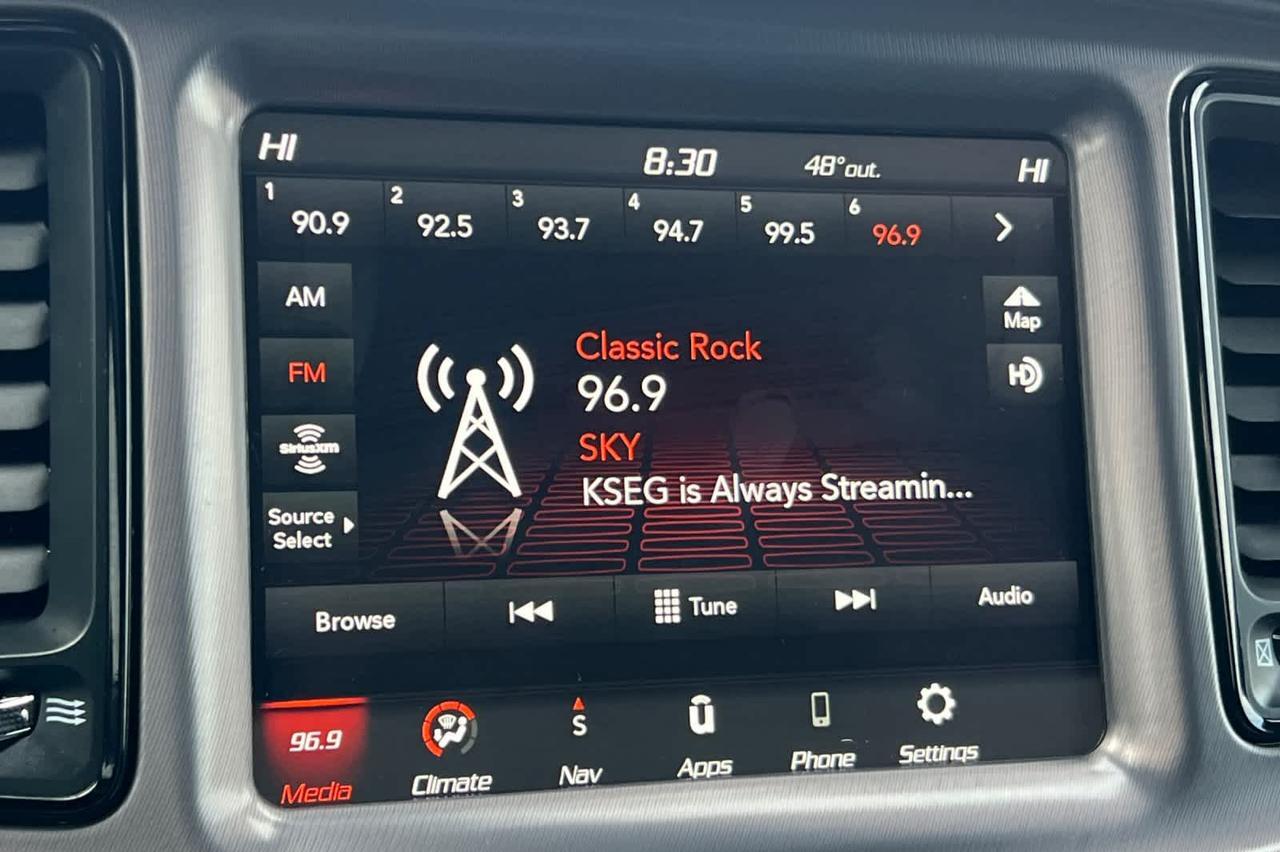 HI 8:30 48° out. HI
1 2 3 4 5 6
90.9 92.5 93.7 94.7 99.5 96.9
AM
Map
Classic Rock
FM
96.9
HD
SiriusXM
SKY
KSEG is Always Streamin...
Source
Select
Browse Tune Audio
96.9 S u
Media Climate Nav Apps Phone Settings